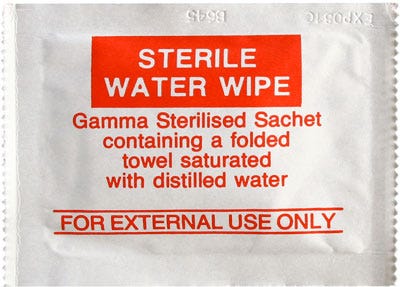 STERILE
WATER WIPE
Gamma Sterilised Sachet
containing a folded
towel saturated
with distilled water
FOR EXTERNAL USE ONLY